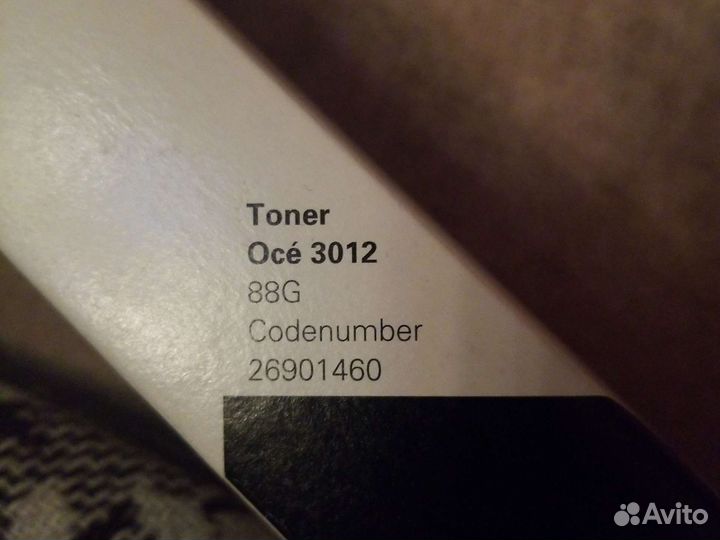 Toner
Océ 3012
88G
Codenumber
26901460
Avito